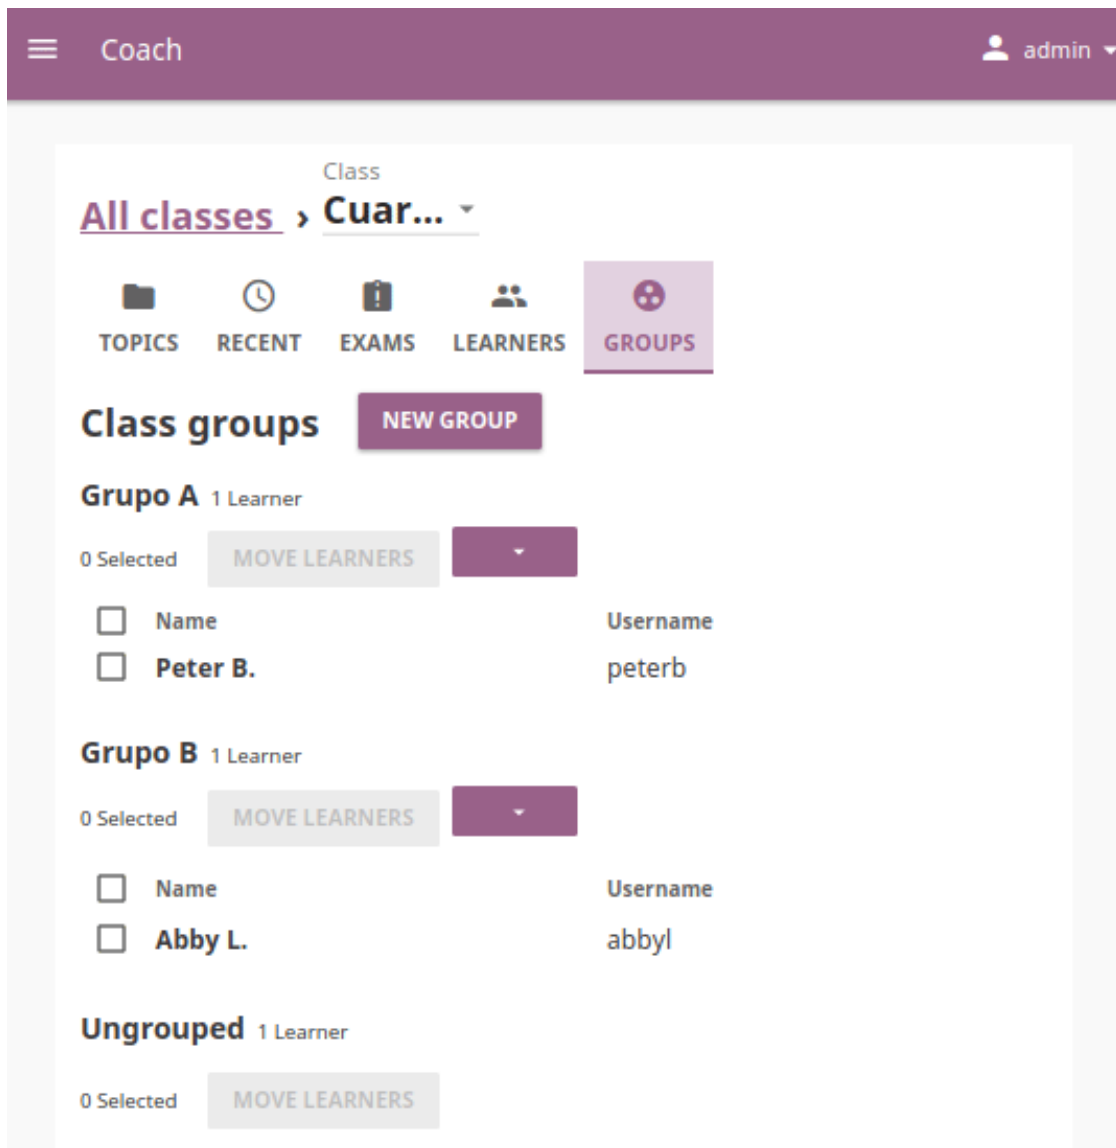 Coach admin
Class
All classes › Cuar...
TOPICS RECENT EXAMS LEARNERS GROUPS
Class groups NEW GROUP
Grupo A 1 Learner
0 Selected MOVE LEARNERS
Name Username
Peter B. peterb
Grupo B 1 Learner
0 Selected MOVE LEARNERS
Name Username
Abby L. abbyl
Ungrouped 1 Learner
0 Selected MOVE LEARNERS